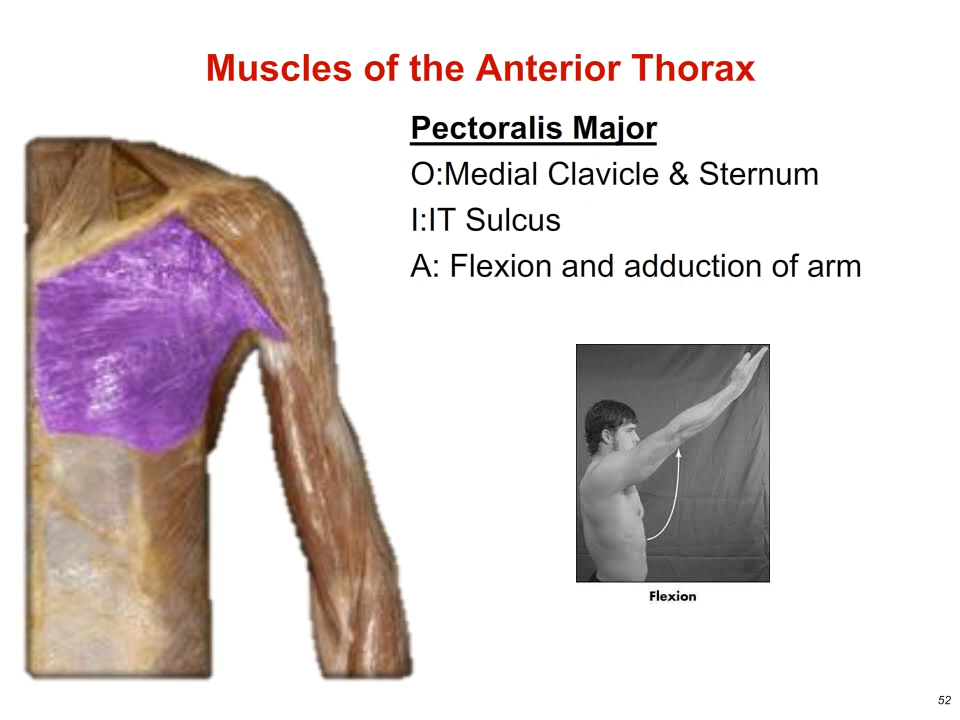 Muscles of the Anterior Thorax
Pectoralis Major
O:Medial Clavicle & Sternum
I:IT Sulcus
A: Flexion and adduction of arm
Flexion
52